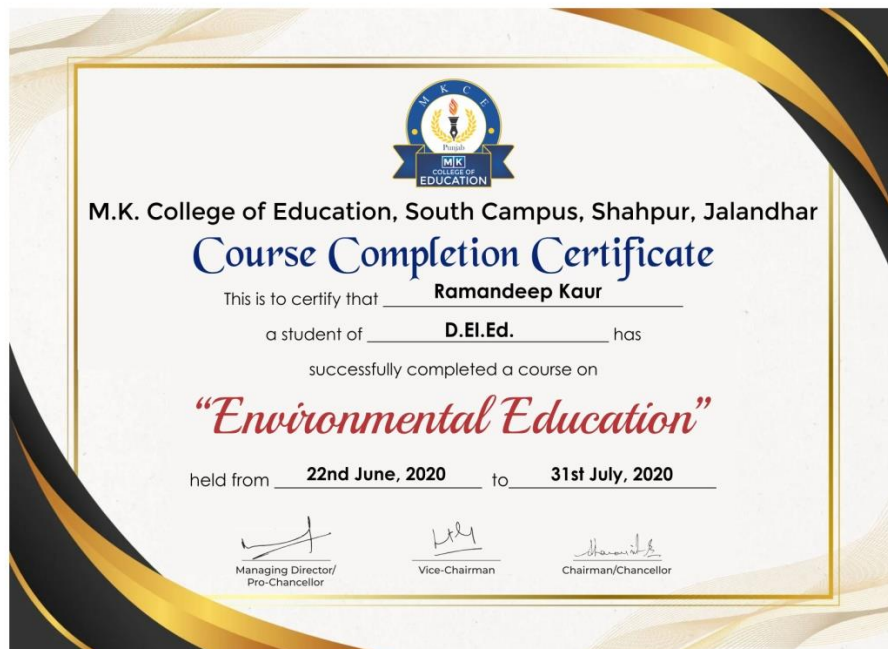 MKCE
Punjab
MK
COLLEGE OF
EDUCATION
M.K. College of Education, South Campus, Shahpur, Jalandhar
Course Completion Certificate
This is to certify that Ramandeep Kaur
a student of D.El.Ed. has
successfully completed a course on
“Environmental Education”
held from 22nd June, 2020 to 31st July, 2020
Managing Director/ Vice-Chairman Chairman/Chancellor
Pro-Chancellor